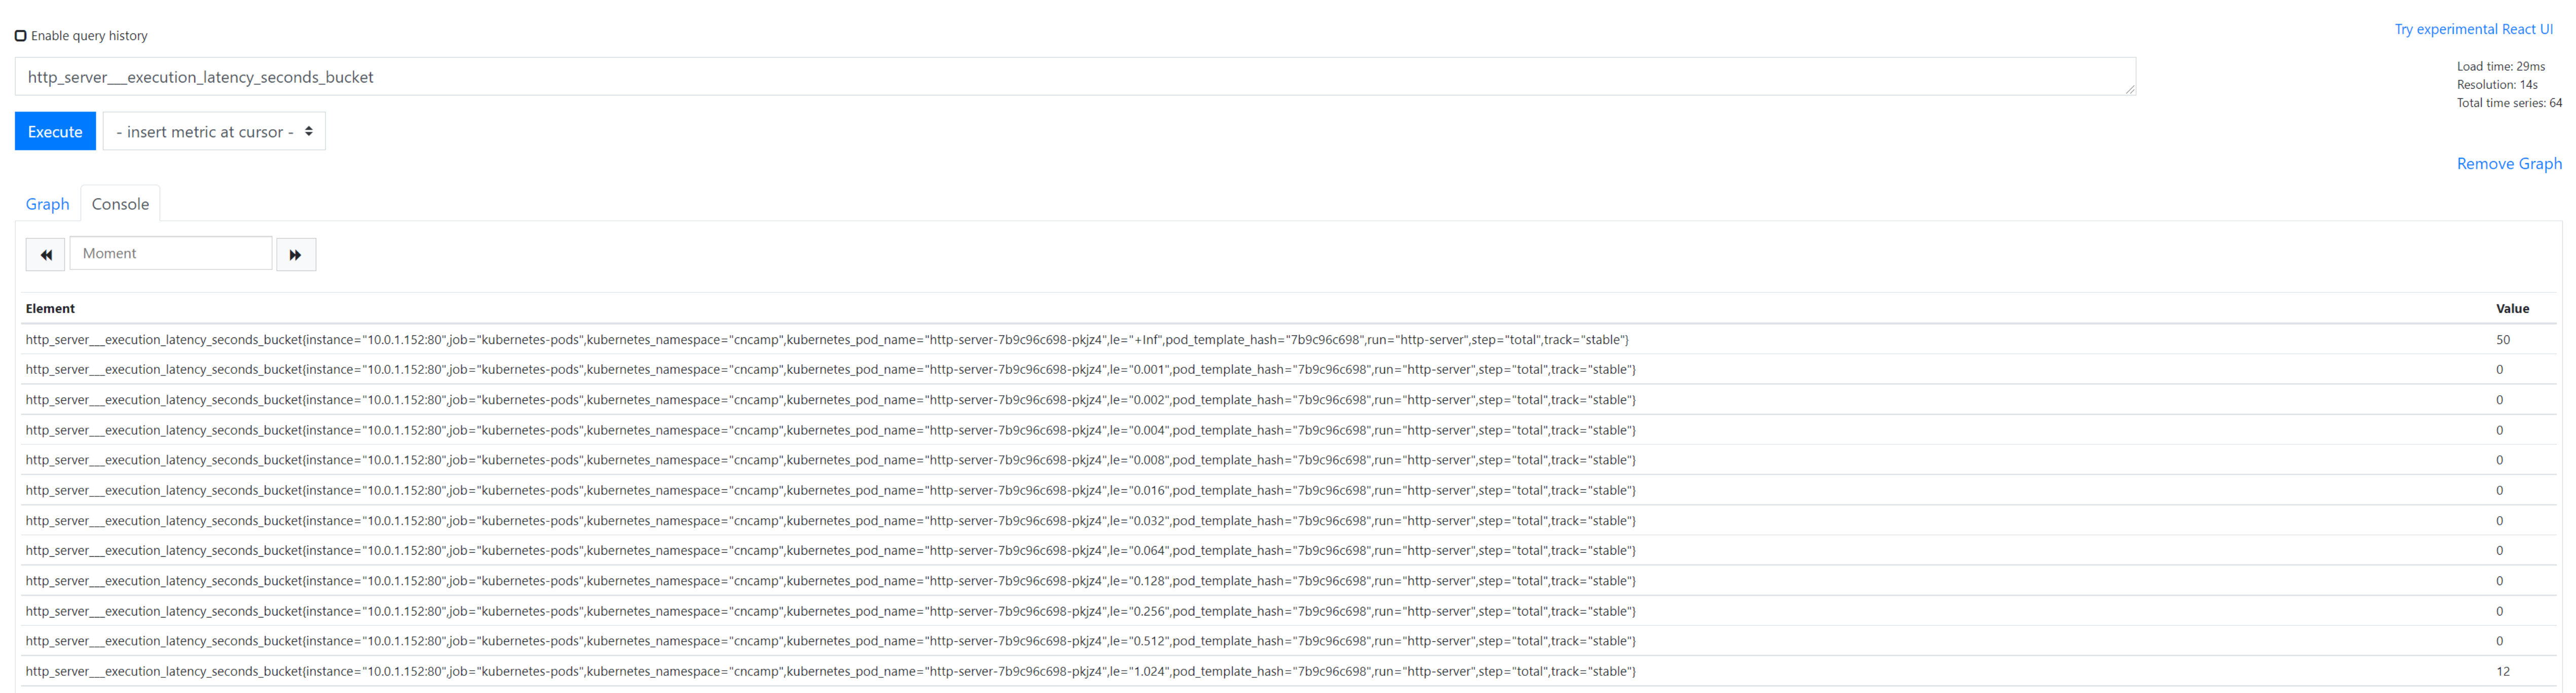 Enable query history
Try experimental React UI
http_server___execution_latency_seconds_bucket
Load time: 29ms
Resolution: 14s
Total time series: 64
Execute
- insert metric at cursor -
Remove Graph
Graph
Console
Moment
Element Value
http_server___execution_latency_seconds_bucket{instance="10.0.1.152:80",job="kubernetes-pods",kubernetes_namespace="cncamp",kubernetes_pod_name="http-server-7b9c96c698-pkjz4",le="+Inf",pod_template_hash="7b9c96c698",run="http-server",step="total",track="stable"} 50
http_server___execution_latency_seconds_bucket{instance="10.0.1.152:80",job="kubernetes-pods",kubernetes_namespace="cncamp",kubernetes_pod_name="http-server-7b9c96c698-pkjz4",le="0.001",pod_template_hash="7b9c96c698",run="http-server",step="total",track="stable"} 0
http_server___execution_latency_seconds_bucket{instance="10.0.1.152:80",job="kubernetes-pods",kubernetes_namespace="cncamp",kubernetes_pod_name="http-server-7b9c96c698-pkjz4",le="0.002",pod_template_hash="7b9c96c698",run="http-server",step="total",track="stable"} 0
http_server___execution_latency_seconds_bucket{instance="10.0.1.152:80",job="kubernetes-pods",kubernetes_namespace="cncamp",kubernetes_pod_name="http-server-7b9c96c698-pkjz4",le="0.004",pod_template_hash="7b9c96c698",run="http-server",step="total",track="stable"} 0
http_server___execution_latency_seconds_bucket{instance="10.0.1.152:80",job="kubernetes-pods",kubernetes_namespace="cncamp",kubernetes_pod_name="http-server-7b9c96c698-pkjz4",le="0.008",pod_template_hash="7b9c96c698",run="http-server",step="total",track="stable"} 0
http_server___execution_latency_seconds_bucket{instance="10.0.1.152:80",job="kubernetes-pods",kubernetes_namespace="cncamp",kubernetes_pod_name="http-server-7b9c96c698-pkjz4",le="0.016",pod_template_hash="7b9c96c698",run="http-server",step="total",track="stable"} 0
http_server___execution_latency_seconds_bucket{instance="10.0.1.152:80",job="kubernetes-pods",kubernetes_namespace="cncamp",kubernetes_pod_name="http-server-7b9c96c698-pkjz4",le="0.032",pod_template_hash="7b9c96c698",run="http-server",step="total",track="stable"} 0
http_server___execution_latency_seconds_bucket{instance="10.0.1.152:80",job="kubernetes-pods",kubernetes_namespace="cncamp",kubernetes_pod_name="http-server-7b9c96c698-pkjz4",le="0.064",pod_template_hash="7b9c96c698",run="http-server",step="total",track="stable"} 0
http_server___execution_latency_seconds_bucket{instance="10.0.1.152:80",job="kubernetes-pods",kubernetes_namespace="cncamp",kubernetes_pod_name="http-server-7b9c96c698-pkjz4",le="0.128",pod_template_hash="7b9c96c698",run="http-server",step="total",track="stable"} 0
http_server___execution_latency_seconds_bucket{instance="10.0.1.152:80",job="kubernetes-pods",kubernetes_namespace="cncamp",kubernetes_pod_name="http-server-7b9c96c698-pkjz4",le="0.256",pod_template_hash="7b9c96c698",run="http-server",step="total",track="stable"} 0
http_server___execution_latency_seconds_bucket{instance="10.0.1.152:80",job="kubernetes-pods",kubernetes_namespace="cncamp",kubernetes_pod_name="http-server-7b9c96c698-pkjz4",le="0.512",pod_template_hash="7b9c96c698",run="http-server",step="total",track="stable"} 0
http_server___execution_latency_seconds_bucket{instance="10.0.1.152:80",job="kubernetes-pods",kubernetes_namespace="cncamp",kubernetes_pod_name="http-server-7b9c96c698-pkjz4",le="1.024",pod_template_hash="7b9c96c698",run="http-server",step="total",track="stable"} 12